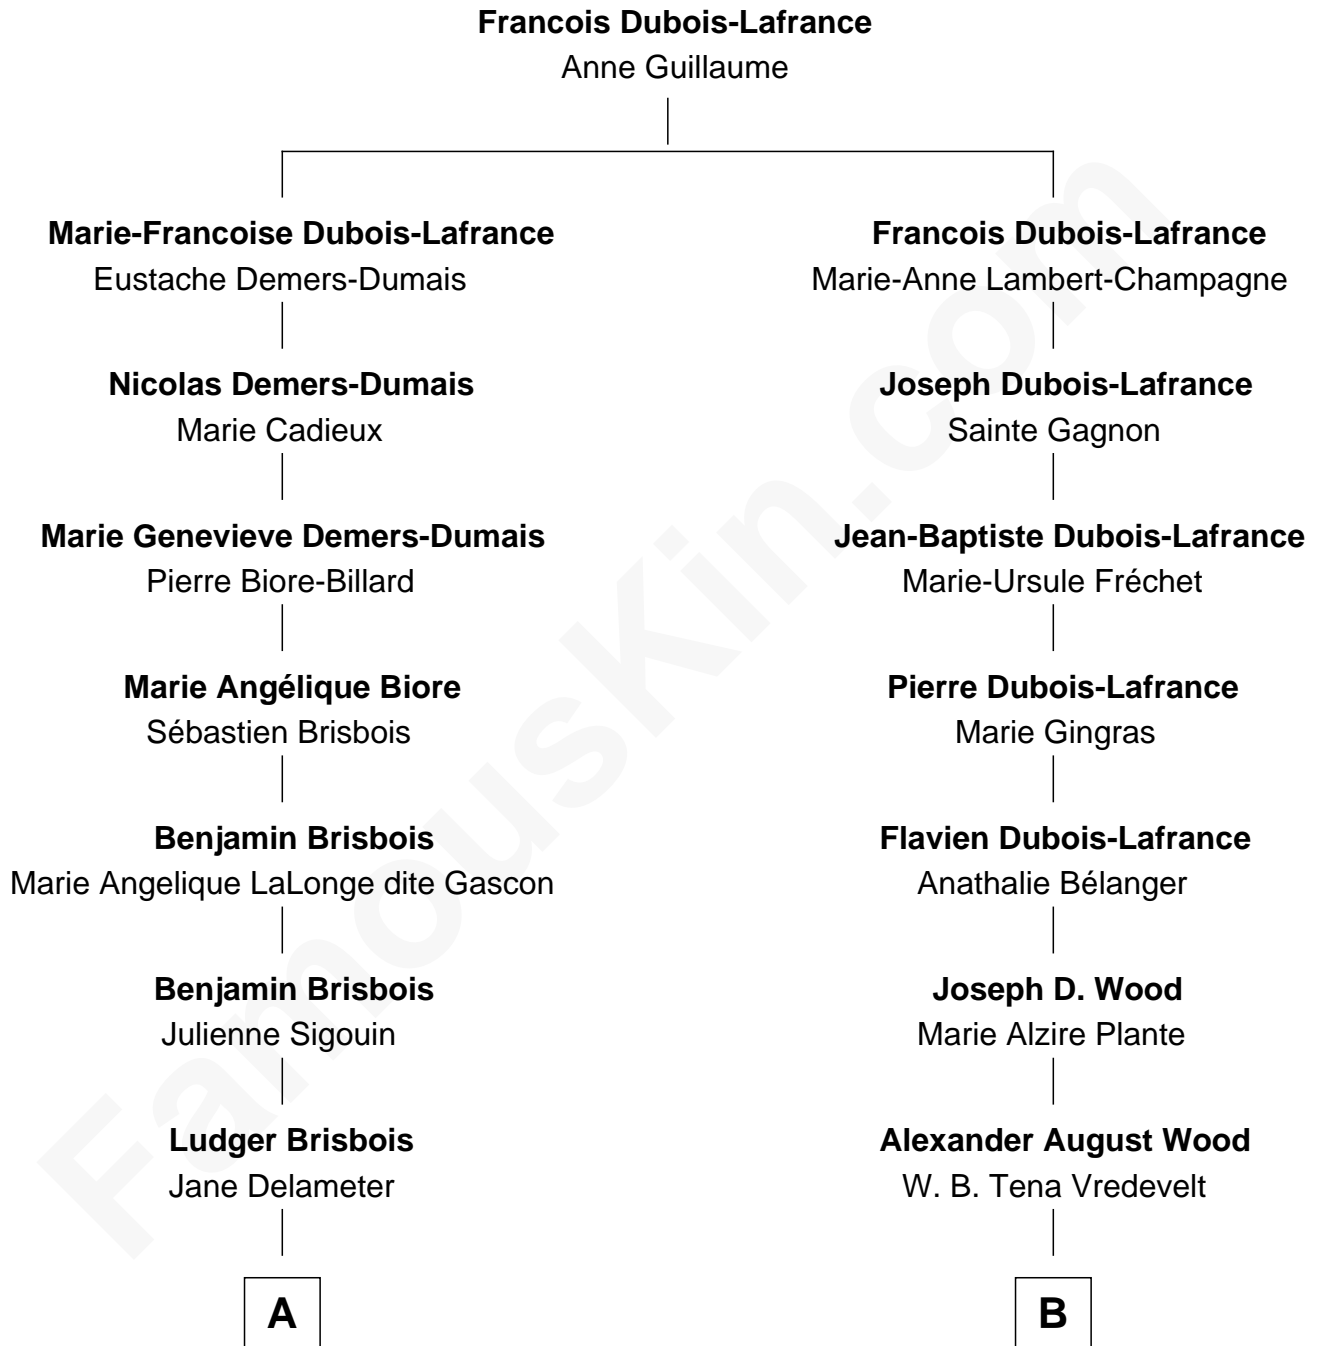 Francois Dubois-Lafrance
Anne Guillaume
Marie-Francoise Dubois-Lafrance
Eustache Demers-Dumais
Francois Dubois-Lafrance
Marie-Anne Lambert-Champagne
Nicolas Demers-Dumais
Marie Cadieux
Joseph Dubois-Lafrance
Sainte Gagnon
Marie Genevieve Demers-Dumais
Pierre Biore-Billard
Jean-Baptiste Dubois-Lafrance
Marie-Ursule Fréchet
Marie Angélique Biore
Sébastien Brisbois
Pierre Dubois-Lafrance
Marie Gingras
Benjamin Brisbois
Marie Angelique LaLonge dite Gascon
Flavien Dubois-Lafrance
Anathalie Bélanger
Benjamin Brisbois
Julienne Sigouin
Joseph D. Wood
Marie Alzire Plante
Ludger Brisbois
Jane Delameter
Alexander August Wood
W. B. Tena Vredevelt
A
B
FamousKin.com